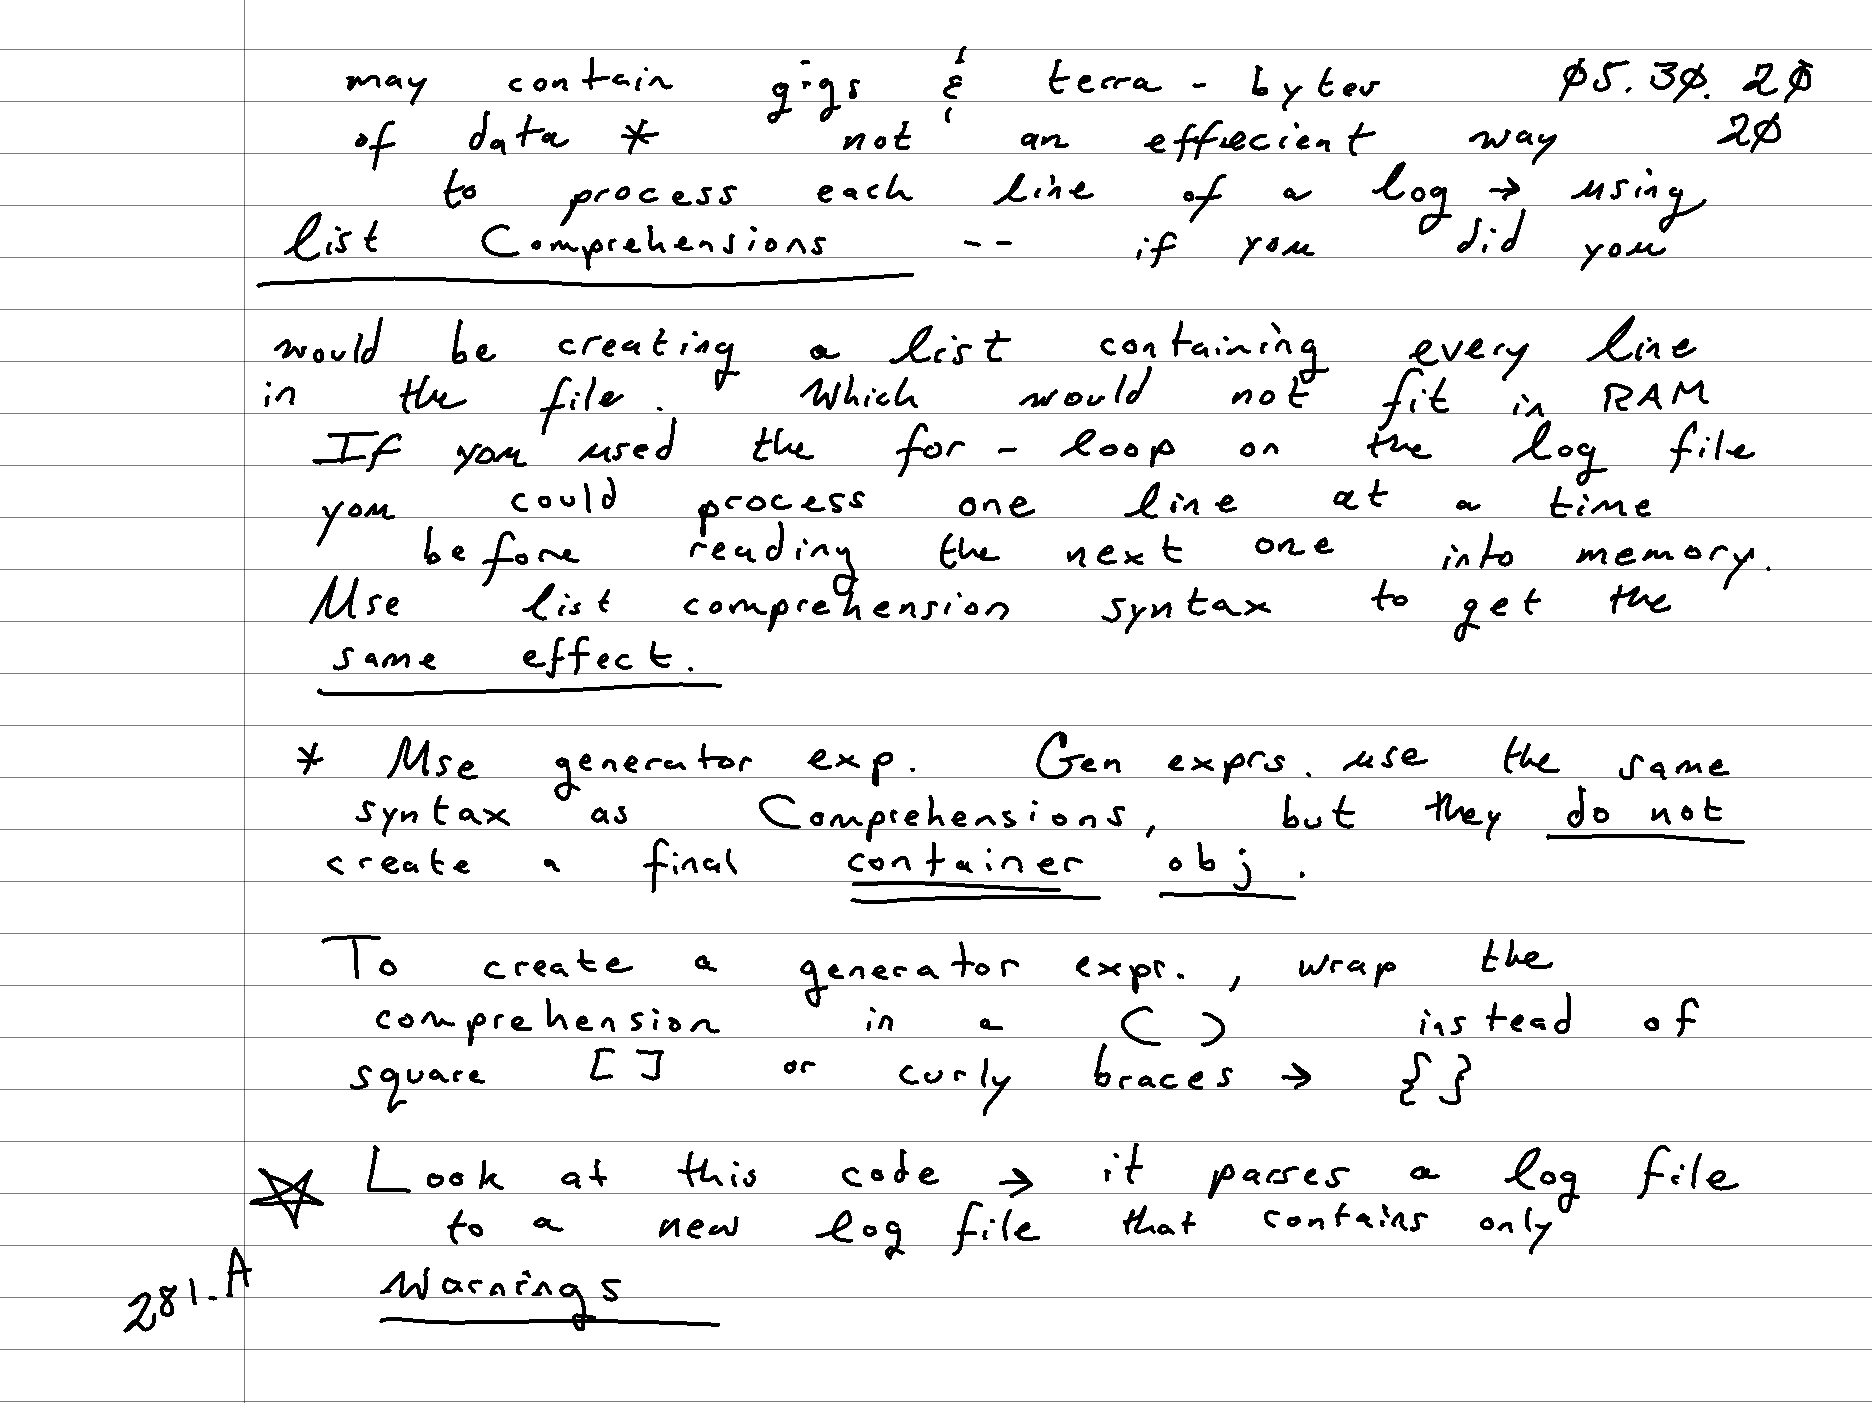 may contain gigs & terra - bytes 05.30.20
of data * not an effiecient way 20
to process each line of a log → using
list Comprehensions -- if you did you
would be creating a list containing every line
in the file. Which would not fit in RAM
If you used the for - loop on the log file
you could process one line at a time
before reading the next one into memory.
Use list comprehension syntax to get the
same effect.
* Use generator exp. Gen exprs. use the same
syntax as Comprehensions, but they do not
create a final container obj.
To create a generator expr., wrap the
comprehension in a ( ) instead of
square [ ] or curly braces → { }
☆ Look at this code → it parses a log file
to a new log file that contains only
281-A Warnings